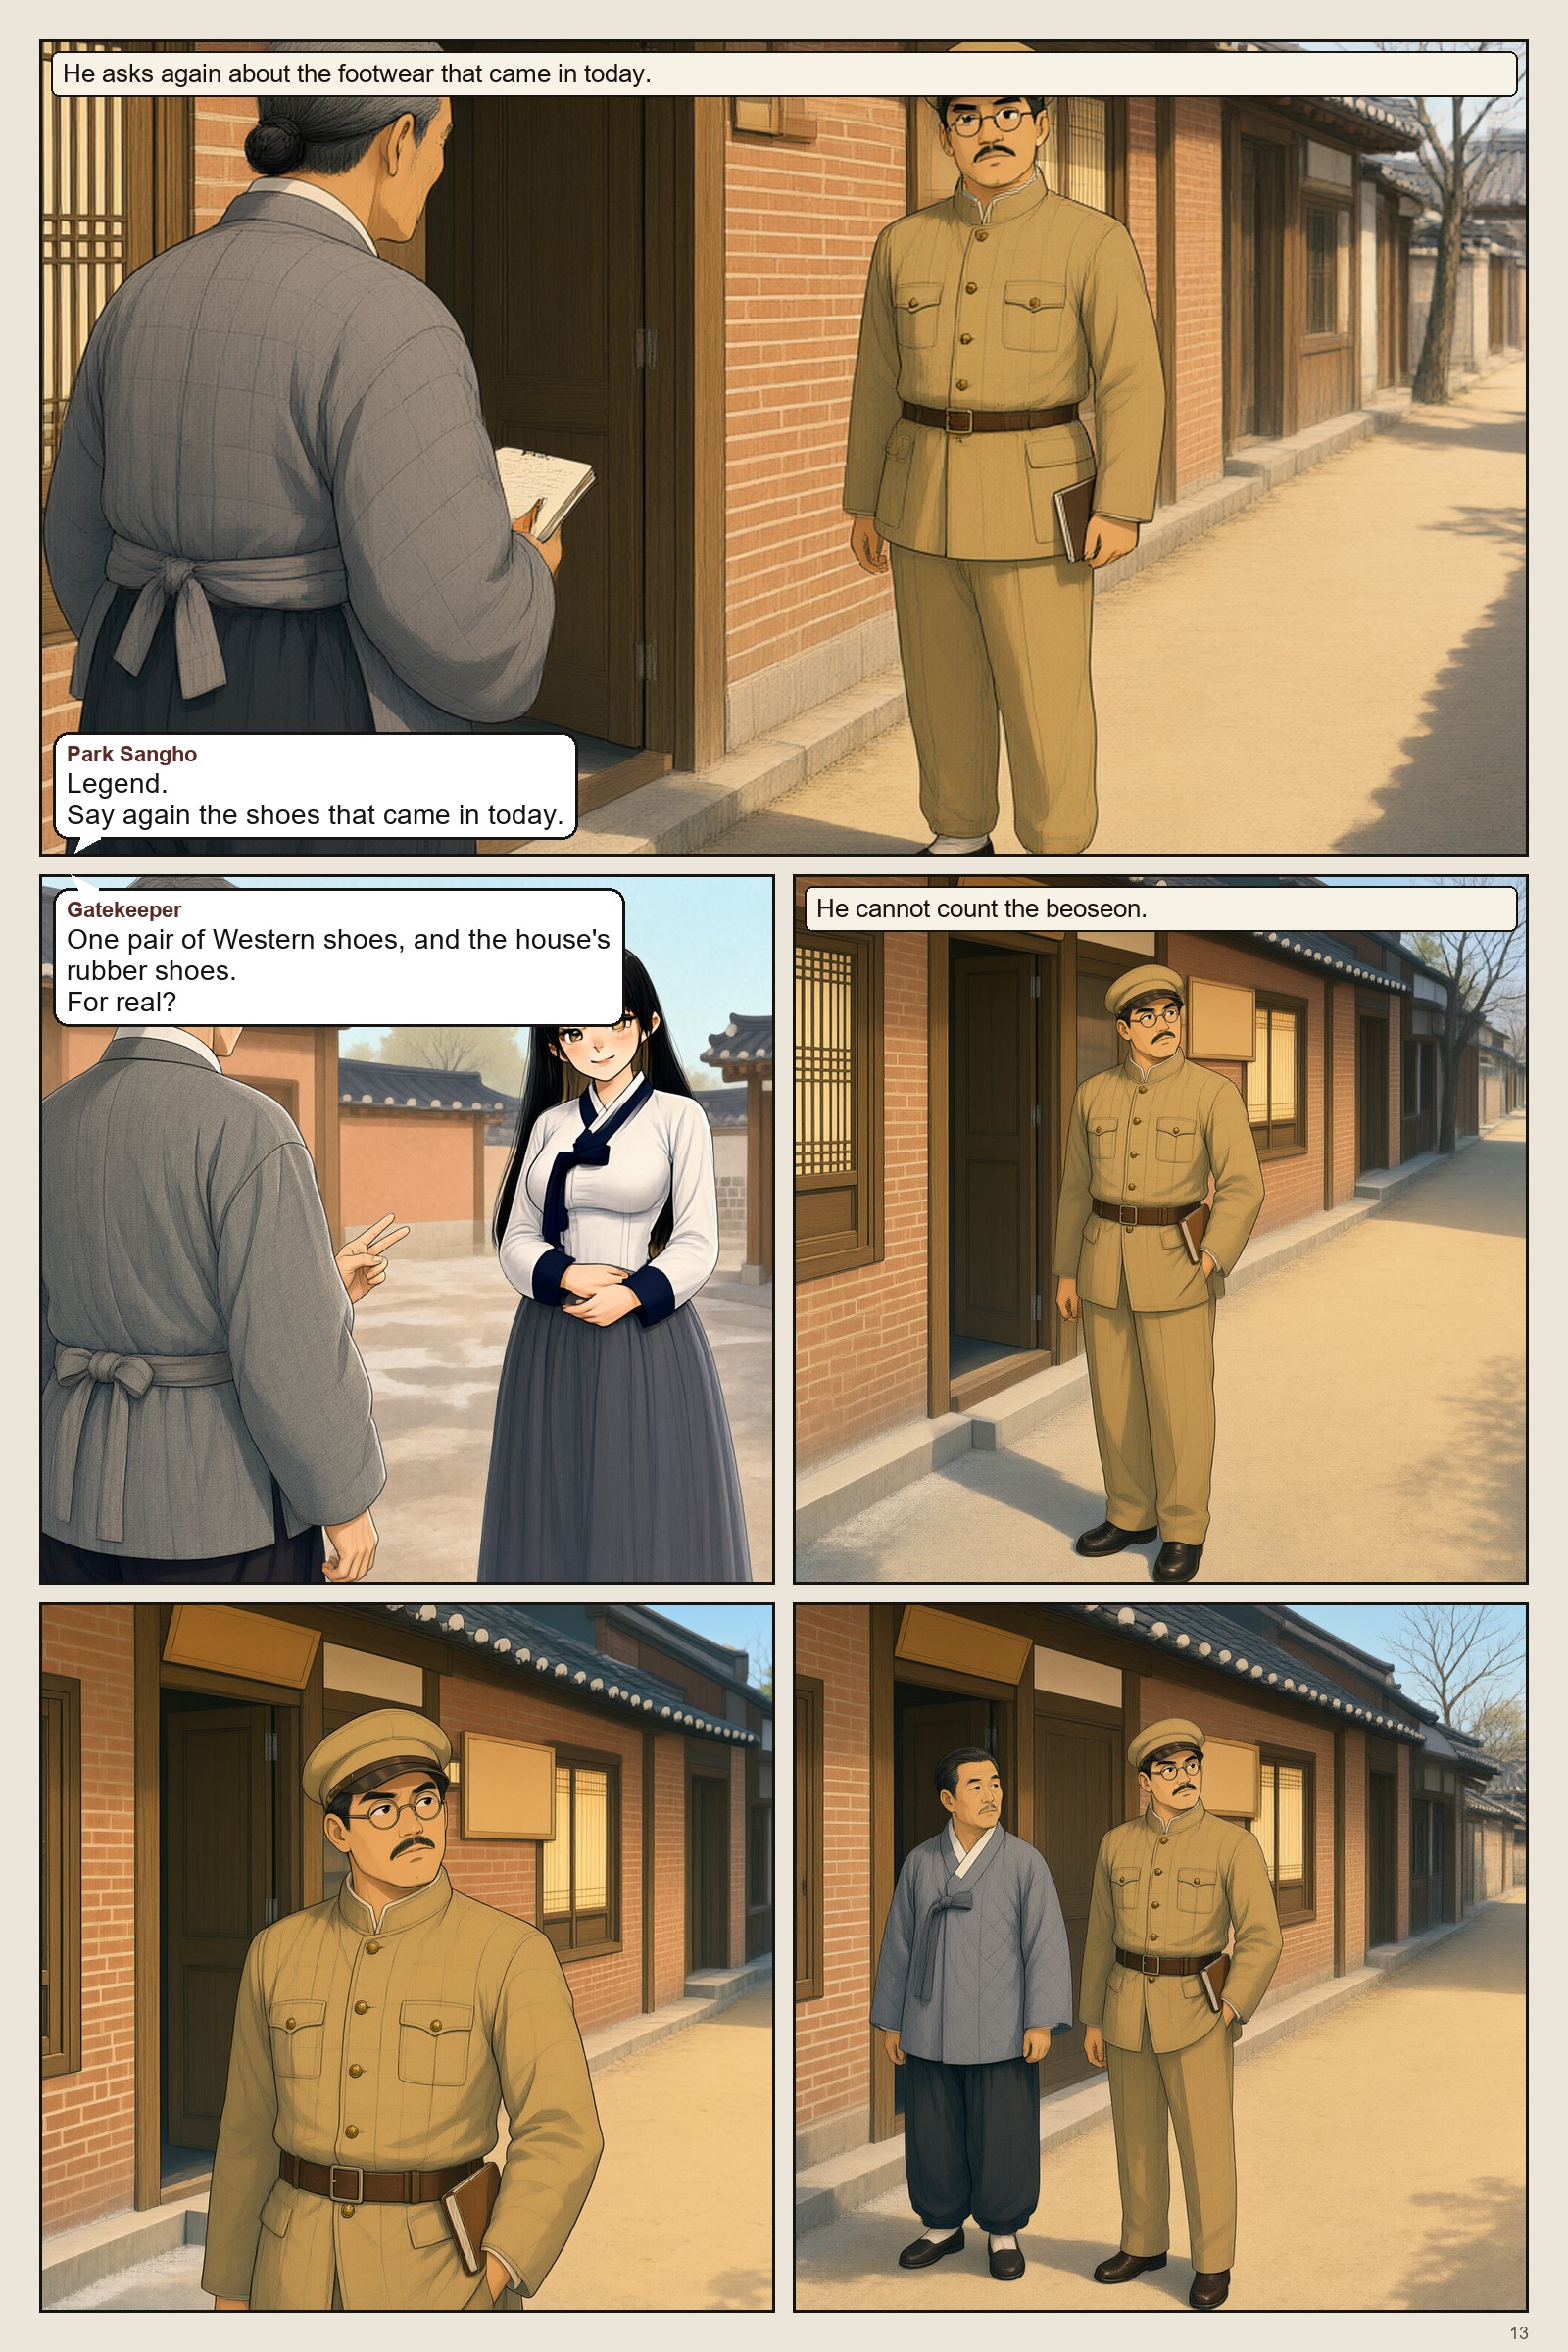 He asks again about the footwear that came in today.
Park Sangho
Legend.
Say again the shoes that came in today.
Gatekeeper
One pair of Western shoes, and the house's
rubber shoes.
For real?
He cannot count the beoseon.
13